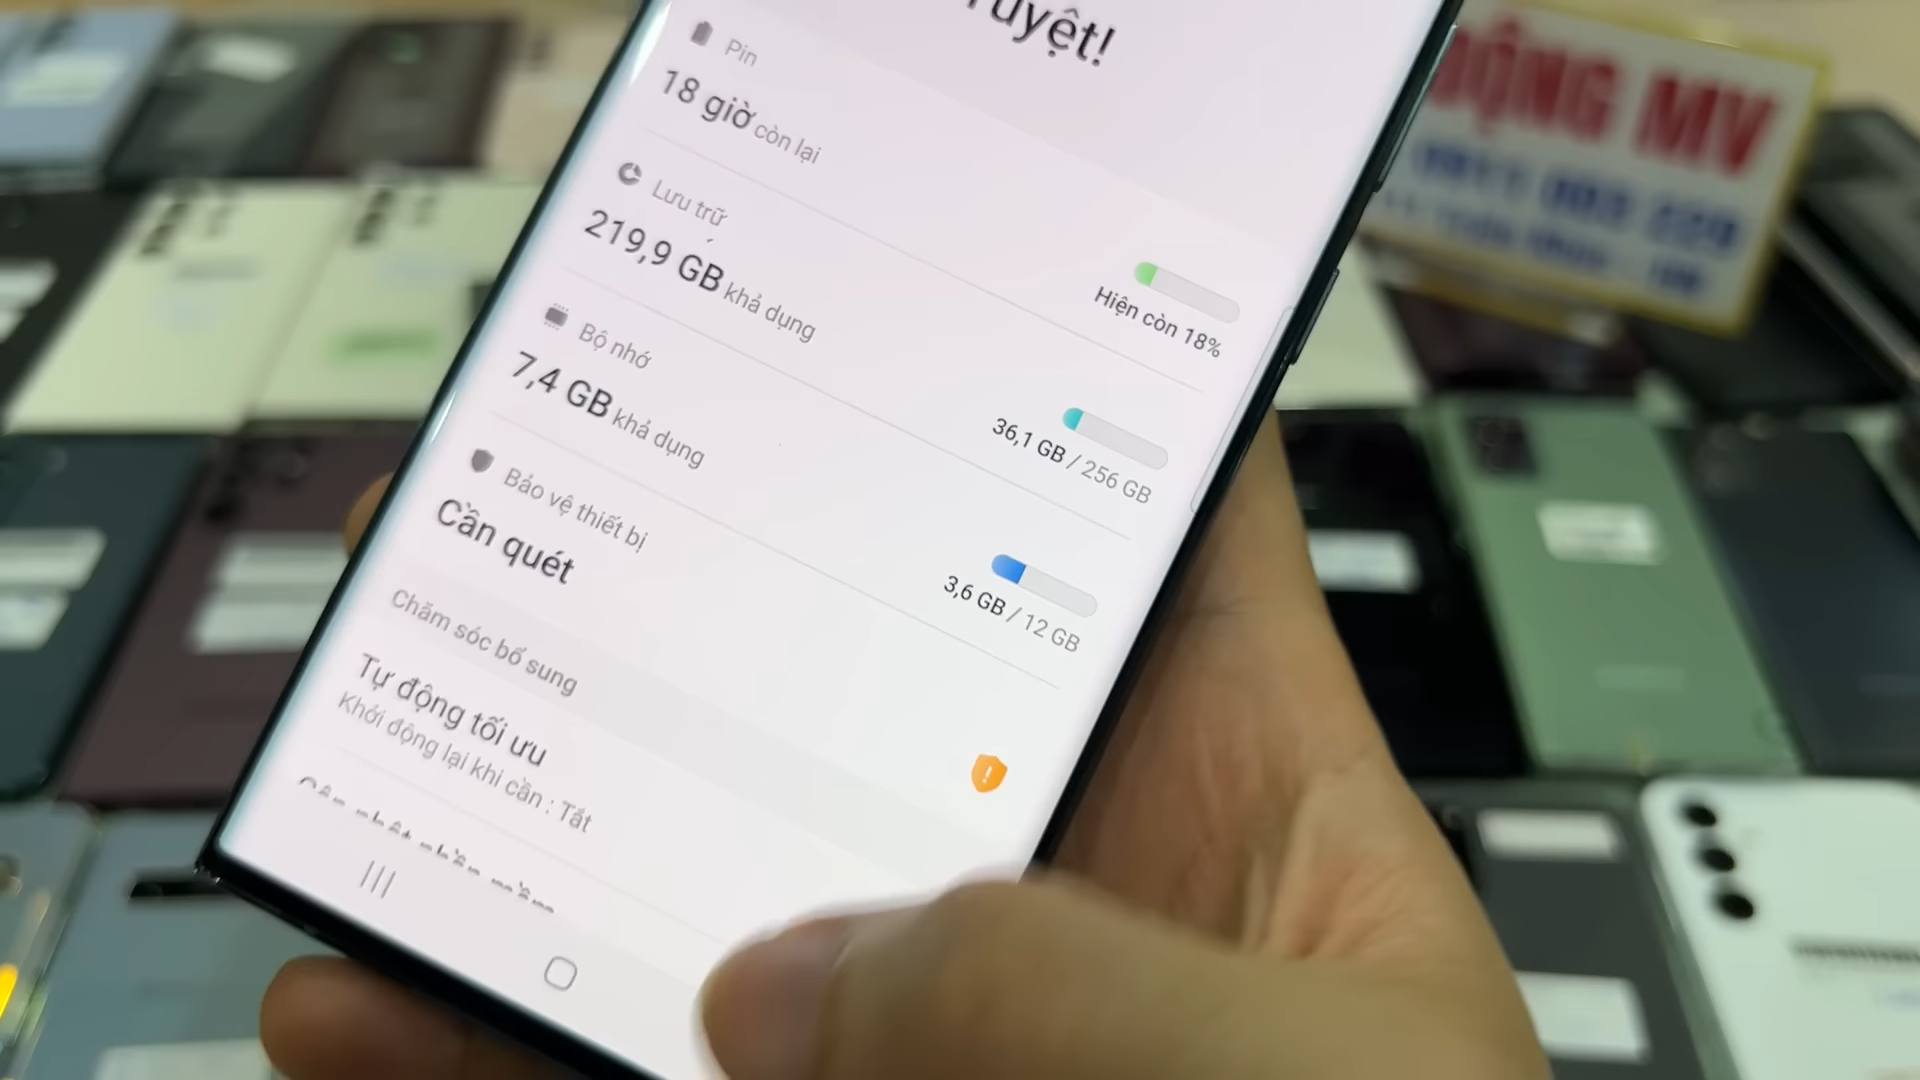 Pin
18 giờ còn lại
Hiện còn 18%
Lưu trữ
219,9 GB khả dụng
36,1 GB / 256 GB
Bộ nhớ
7,4 GB khả dụng
3,6 GB / 12 GB
Bảo vệ thiết bị
Cần quét
Chăm sóc bổ sung
Tự động tối ưu
Khởi động lại khi cần : Tắt
ĐỘNG MV